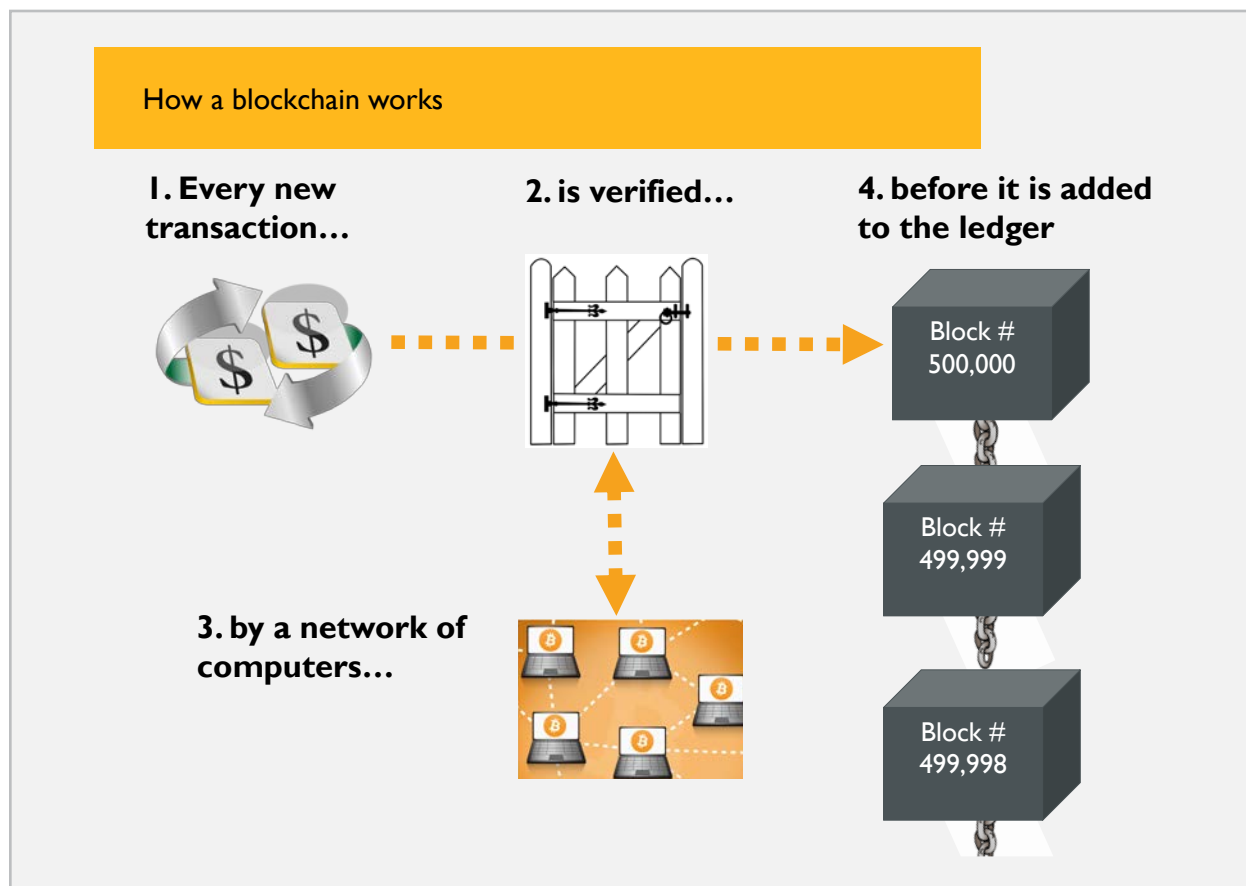 How a blockchain works
1. Every new
transaction…
2. is verified…
4. before it is added
to the ledger
$
$
Block #
500,000
Block #
499,999
3. by a network of
computers…
₿
₿
₿
₿
₿
Block #
499,998